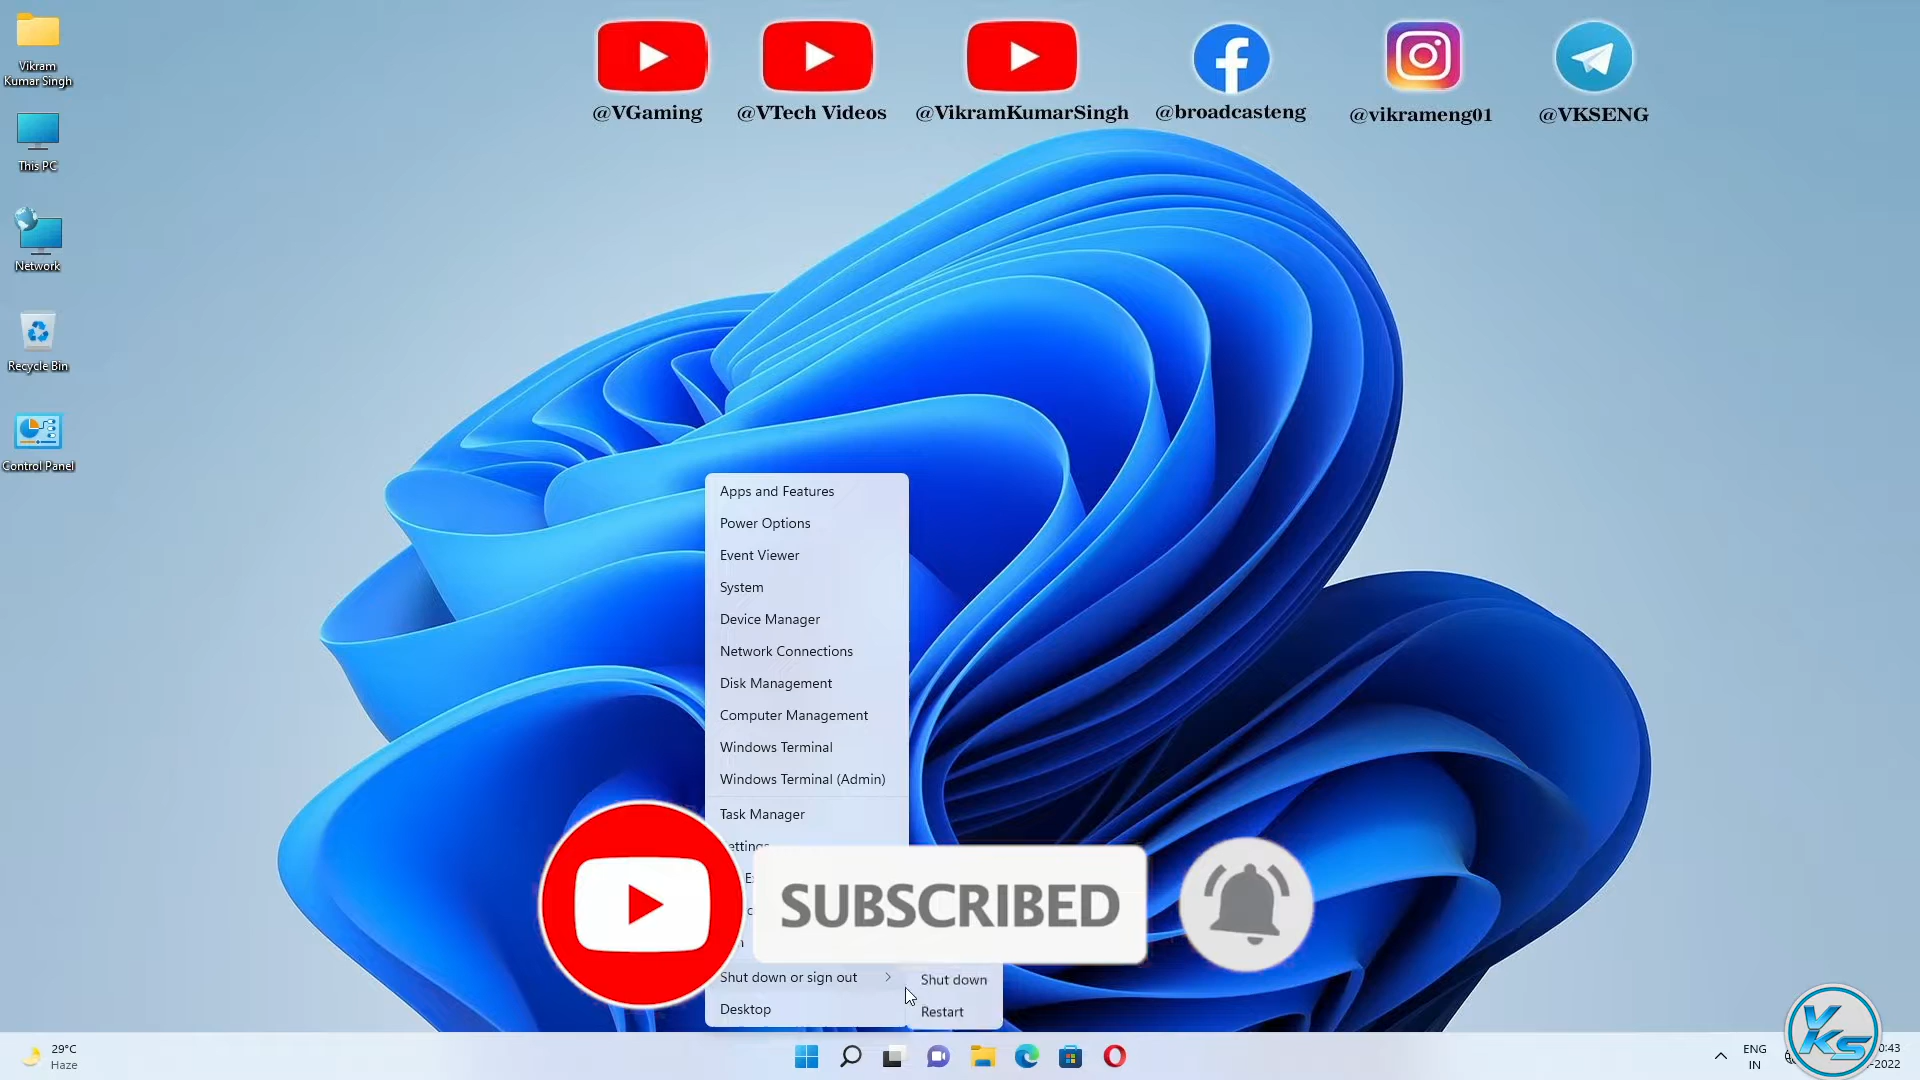 @VGaming
@VTech Videos
@VikramKumarSingh
@broadcasteng
@vikrameng01
@VKSENG
Vikram
Kumar Singh
This PC
Network
Recycle Bin
Control Panel
Apps and Features
Power Options
Event Viewer
System
Device Manager
Network Connections
Disk Management
Computer Management
Windows Terminal
Windows Terminal (Admin)
Task Manager
SUBSCRIBED
Shut down or sign out
Desktop
Shut down
Restart
29°C
Haze
ENG
IN
VKS